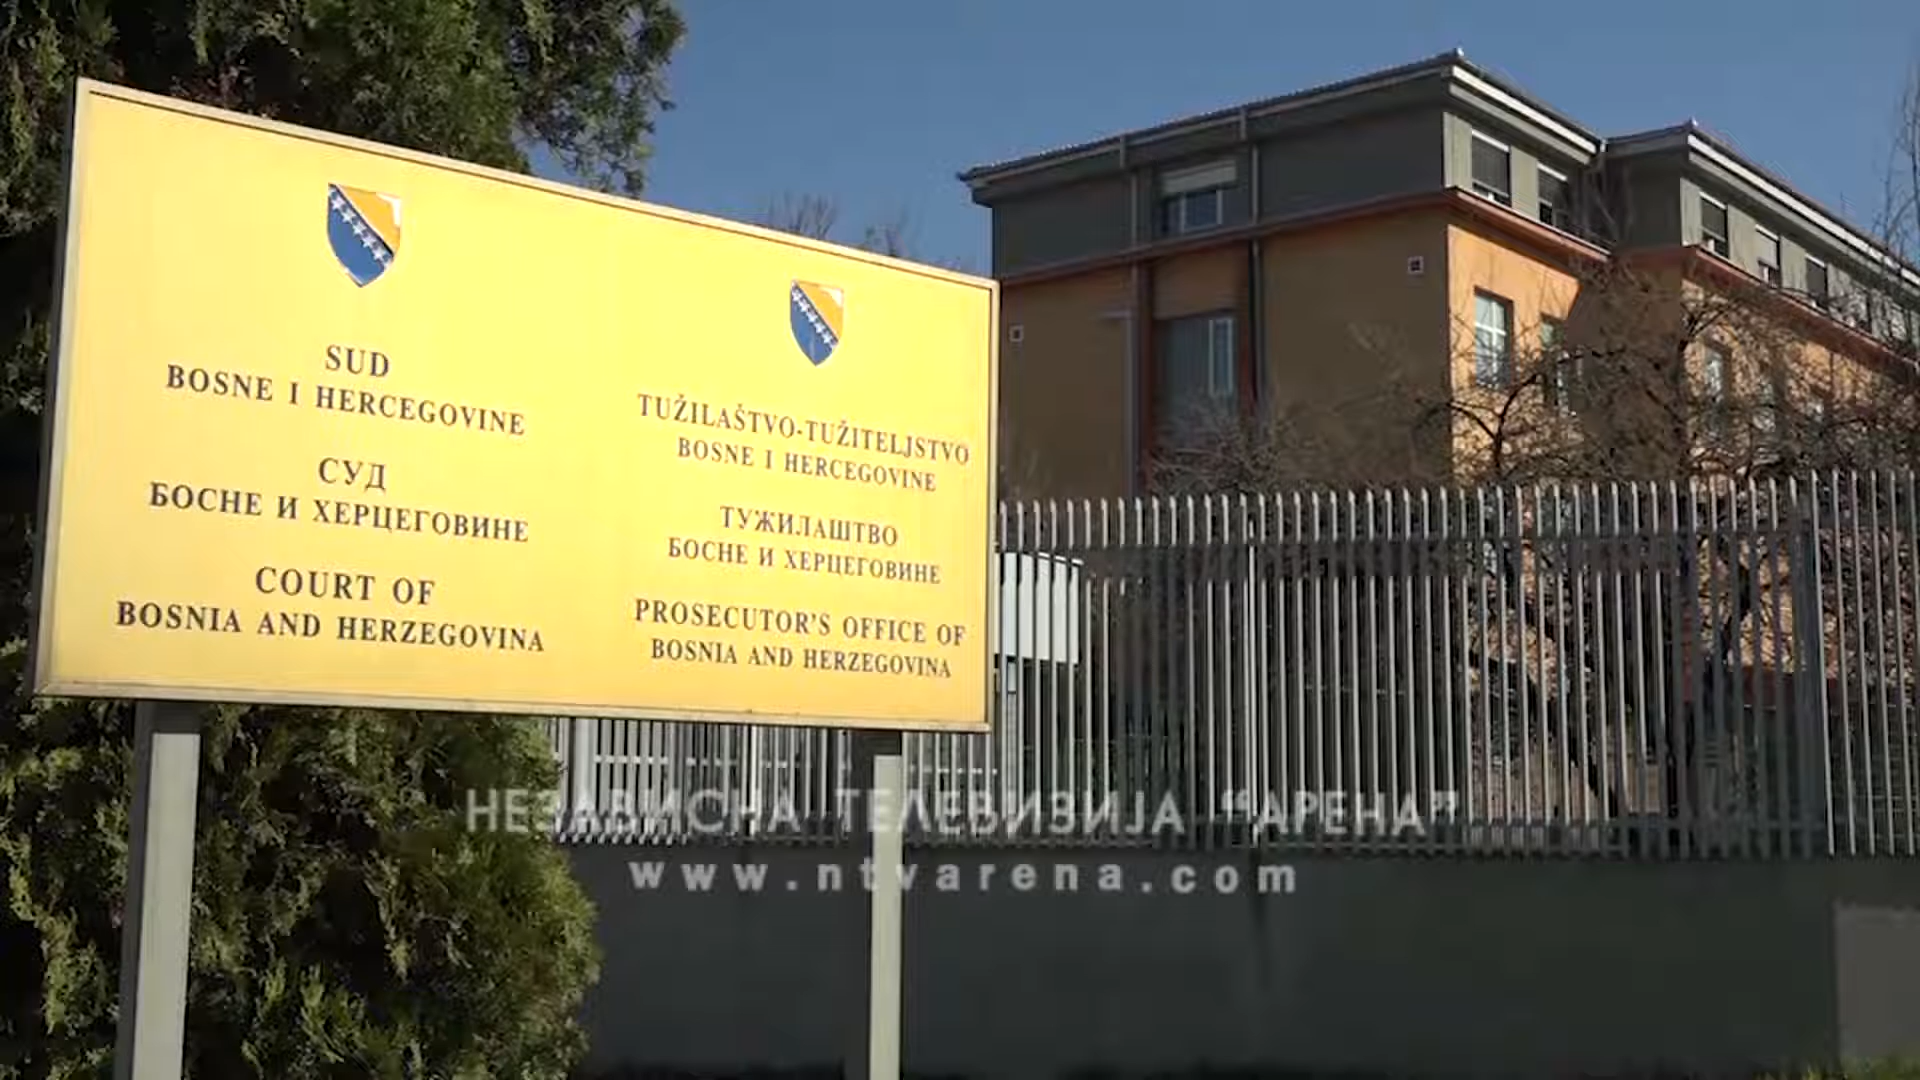 SUD
BOSNE I HERCEGOVINE
СУД
БОСНЕ И ХЕРЦЕГОВИНЕ
COURT OF
BOSNIA AND HERZEGOVINA
TUŽILAŠTVO-TUŽITELJSTVO
BOSNE I HERCEGOVINE
ТУЖИЛАШТВО
БОСНЕ И ХЕРЦЕГОВИНЕ
PROSECUTOR'S OFFICE OF
BOSNIA AND HERZEGOVINA
НЕЗАВИСНА ТЕЛЕВИЗИЈА “АРЕНА”
www.ntvarena.com